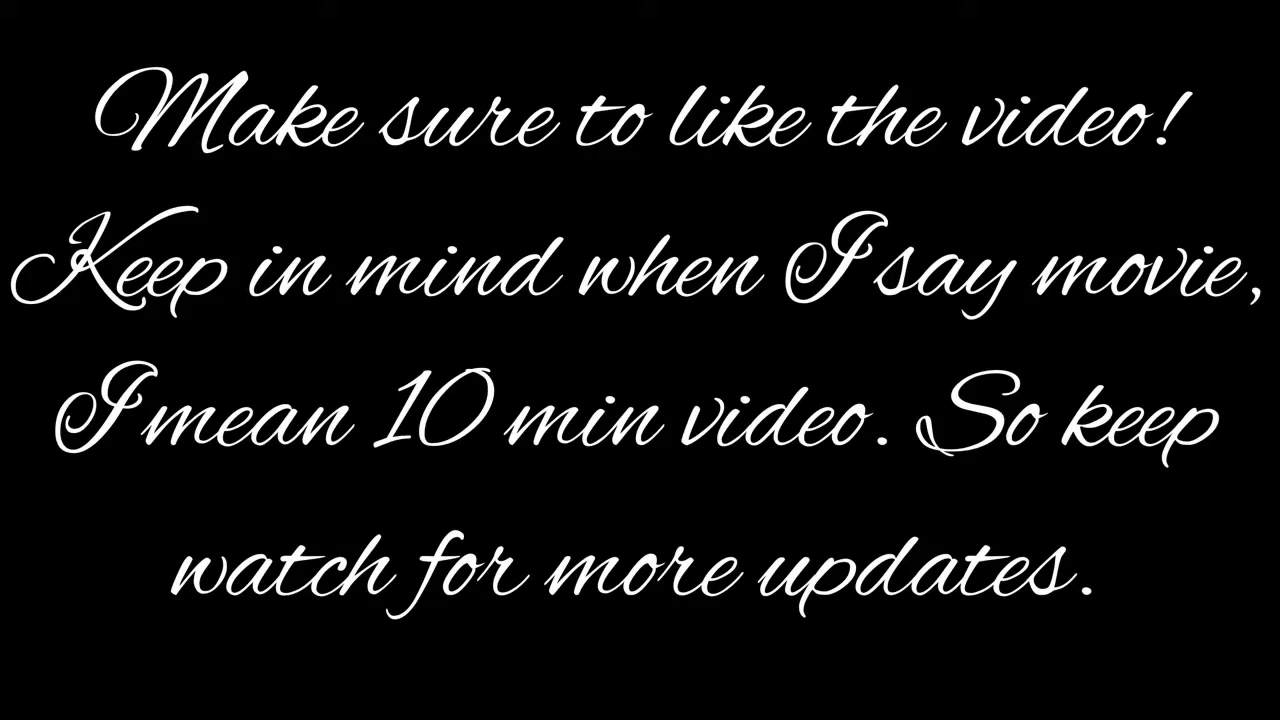 Make sure to like the video!
Keep in mind when I say movie,
I mean 10 min video. So keep
watch for more updates.